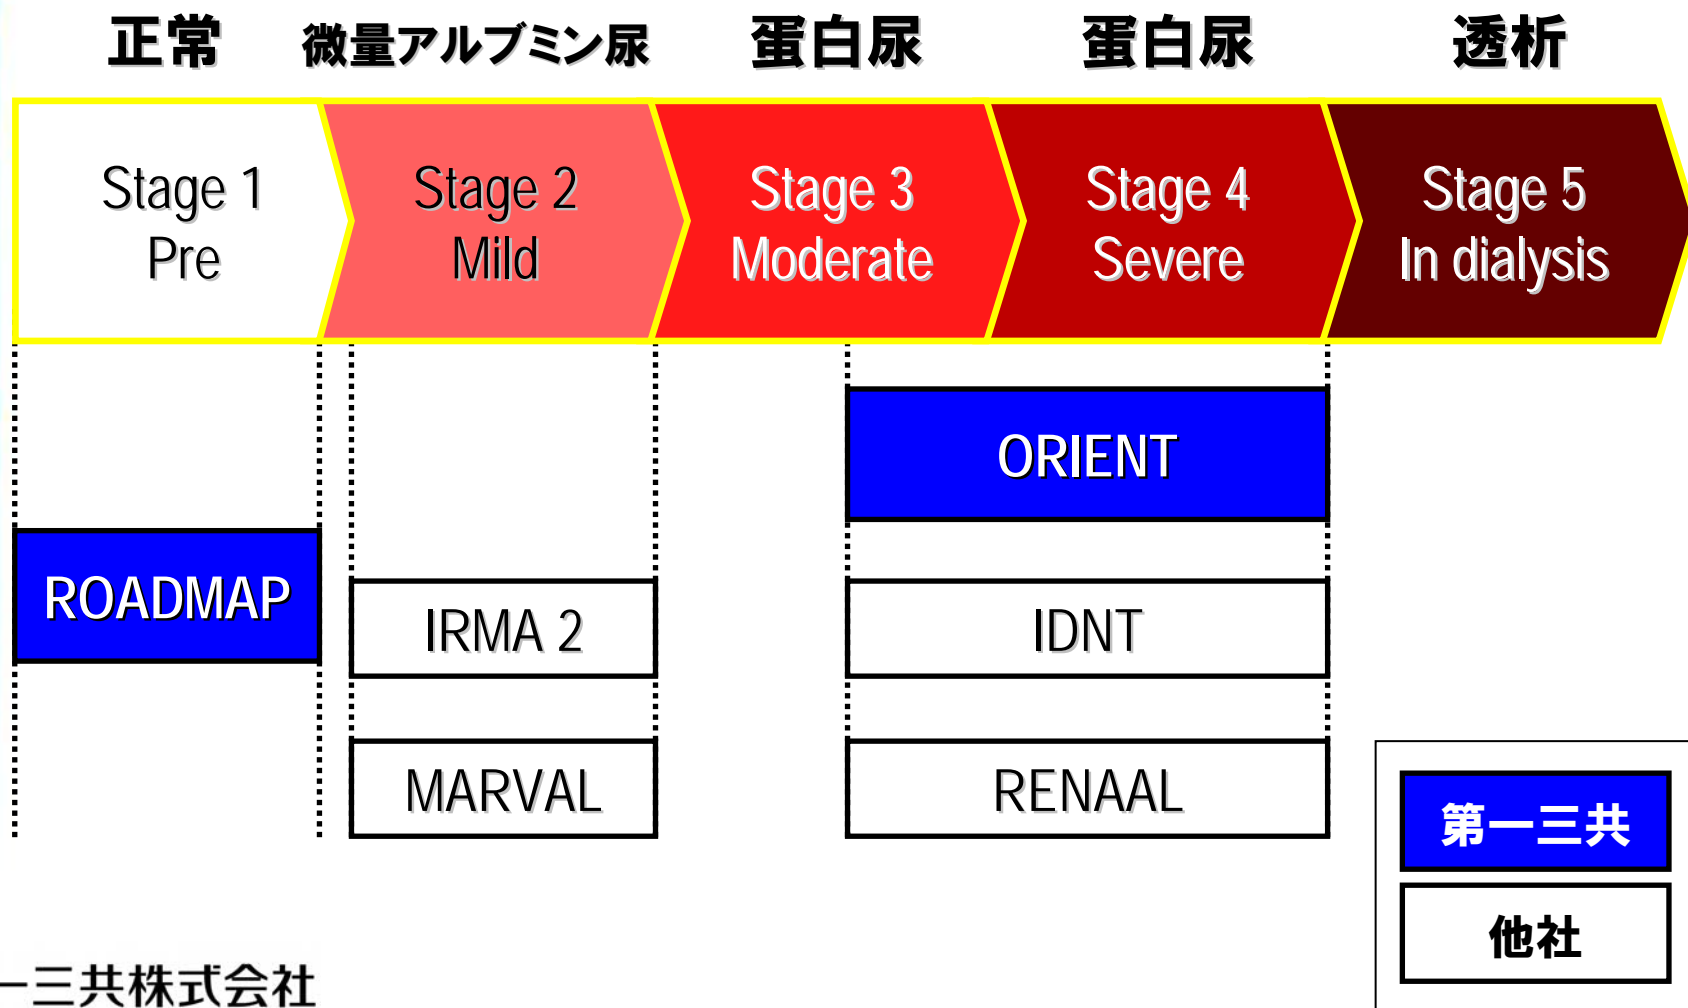 正常
微量アルブミン尿
蛋白尿
蛋白尿
透析
Stage 1
Pre
Stage 2
Mild
Stage 3
Moderate
Stage 4
Severe
Stage 5
In dialysis
ORIENT
ROADMAP
IRMA 2
IDNT
MARVAL
RENAAL
第一三共
他社
一三共株式会社